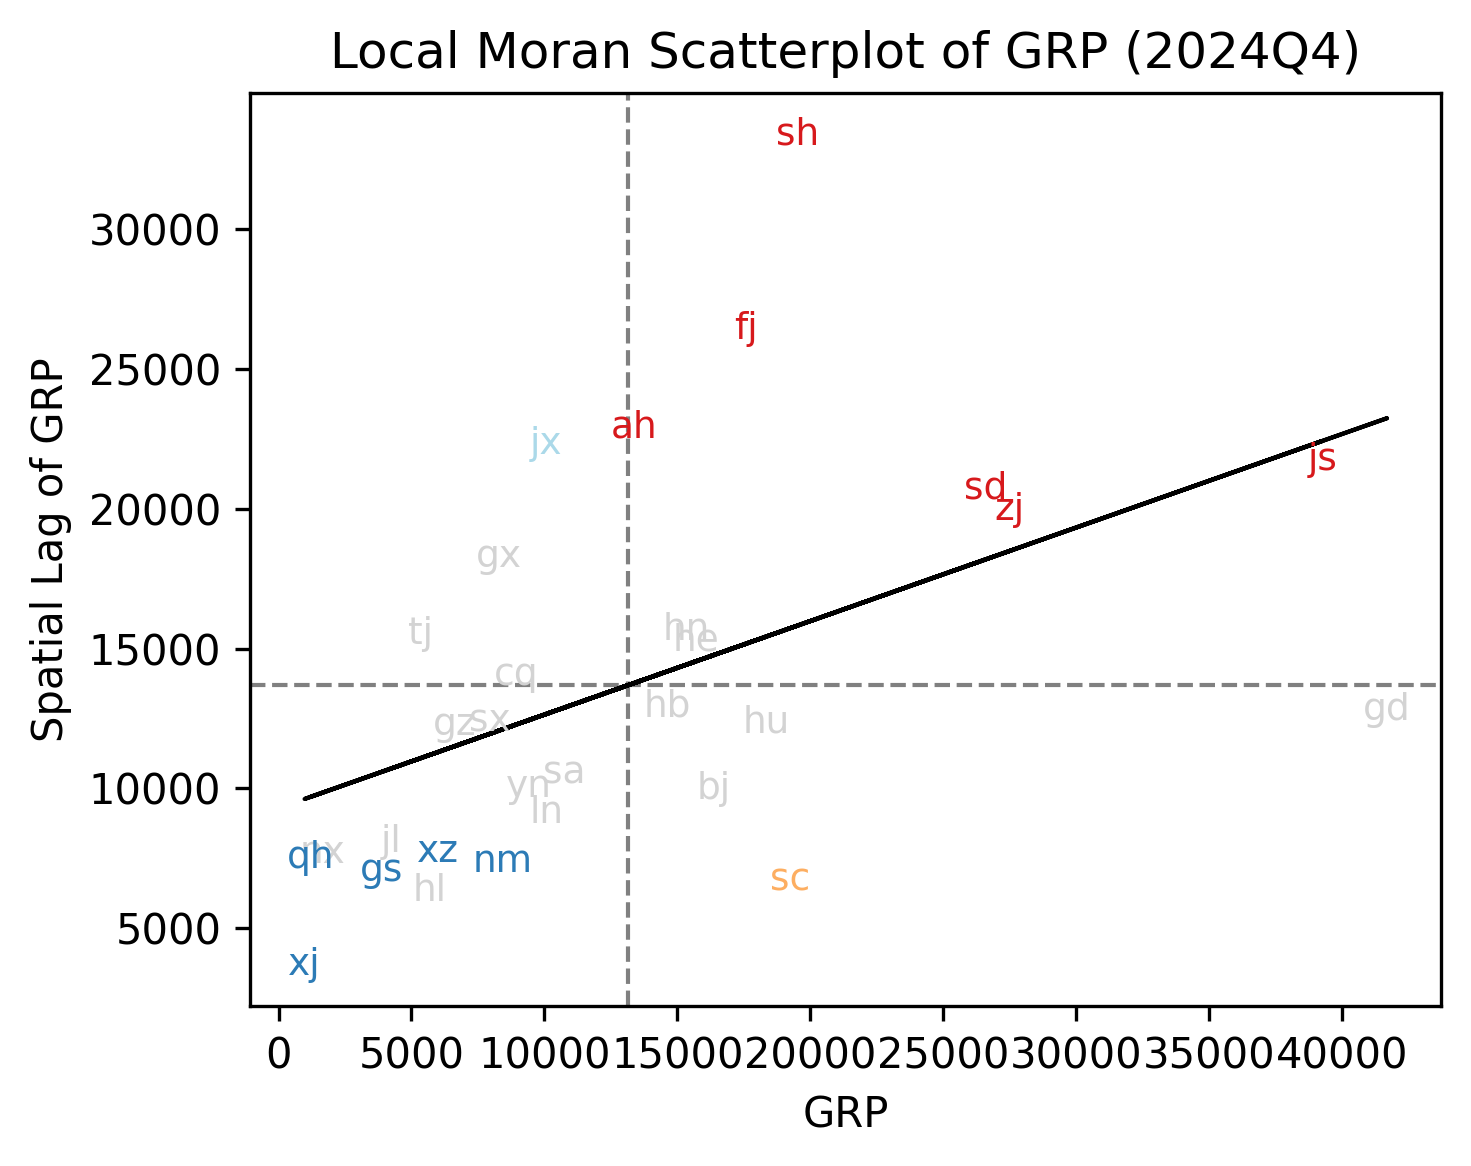 Local Moran Scatterplot of GRP (2024Q4)
Spatial Lag of GRP
30000
25000
20000
15000
10000
5000
sh
fj
ah
jx
js
sd
zj
gx
hn
tj
he
cq
hb
gd
sx
gz
hu
sa
yn
bj
ln
jl
xz
qh
nx
nm
gs
sc
hl
xj
0 5000 10000 15000 20000 25000 30000 35000 40000
GRP